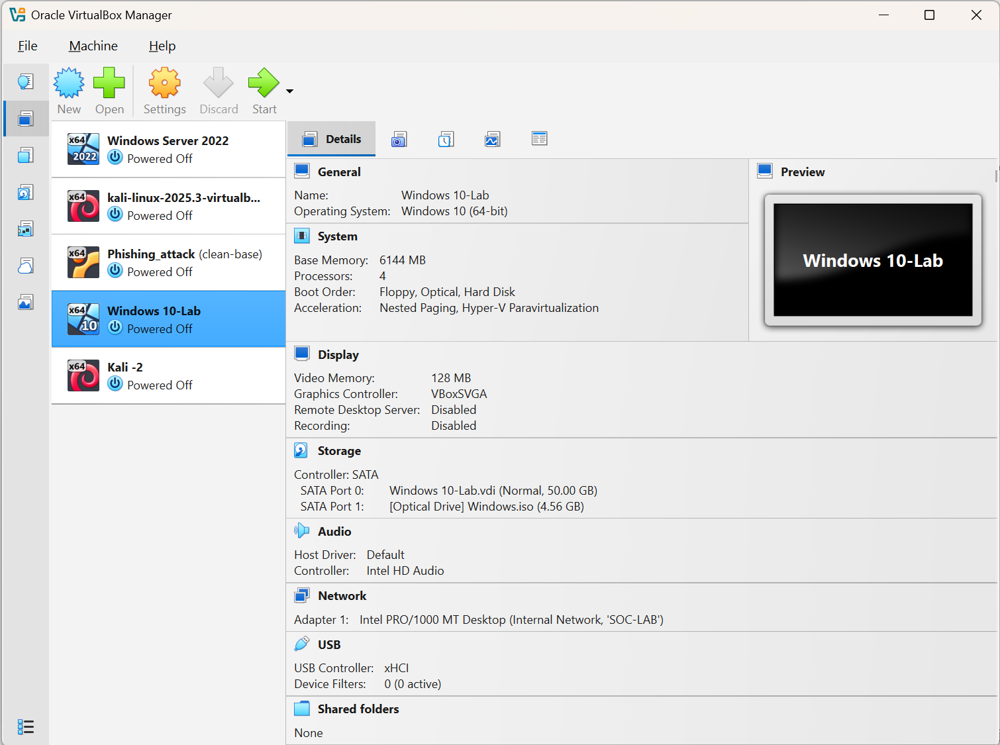 Oracle VirtualBox Manager
File Machine Help
New Open Settings Discard Start
x64 2022 Windows Server 2022
Powered Off
x64 kali-linux-2025.3-virtualb...
Powered Off
x64 Phishing_attack (clean-base)
Powered Off
x64 10 Windows 10-Lab
Powered Off
x64 Kali -2
Powered Off
Details
General
Name: Windows 10-Lab
Operating System: Windows 10 (64-bit)
Preview
Windows 10-Lab
System
Base Memory: 6144 MB
Processors: 4
Boot Order: Floppy, Optical, Hard Disk
Acceleration: Nested Paging, Hyper-V Paravirtualization
Display
Video Memory: 128 MB
Graphics Controller: VBoxSVGA
Remote Desktop Server: Disabled
Recording: Disabled
Storage
Controller: SATA
SATA Port 0: Windows 10-Lab.vdi (Normal, 50.00 GB)
SATA Port 1: [Optical Drive] Windows.iso (4.56 GB)
Audio
Host Driver: Default
Controller: Intel HD Audio
Network
Adapter 1: Intel PRO/1000 MT Desktop (Internal Network, 'SOC-LAB')
USB
USB Controller: xHCI
Device Filters: 0 (0 active)
Shared folders
None